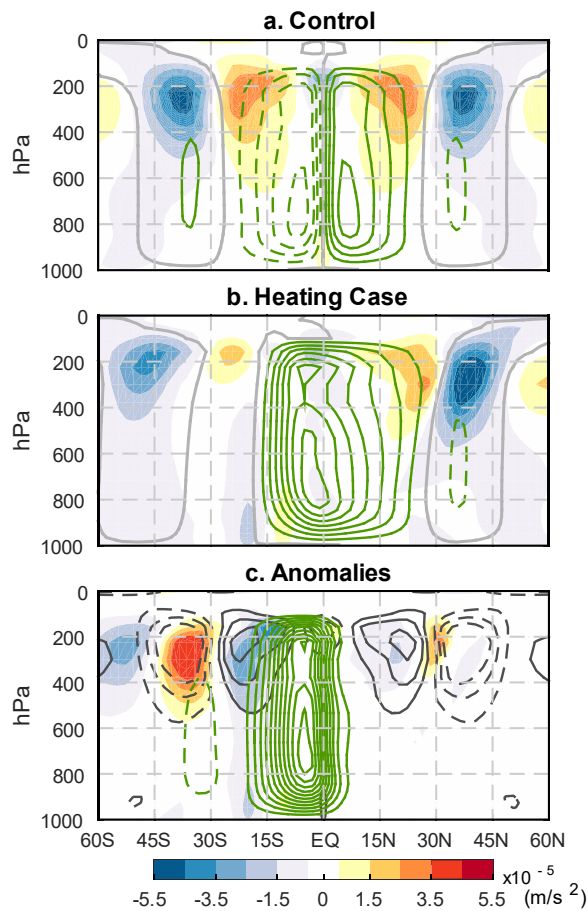 a. Control
0
200
400
600
800
1000
hPa
b. Heating Case
0
200
400
600
800
1000
hPa
c. Anomalies
0
200
400
600
800
1000
hPa
60S 45S 30S 15S EQ 15N 30N 45N 60N
-5.5 -3.5 -1.5 0 1.5 3.5 5.5
x10 -5
(m/s 2)